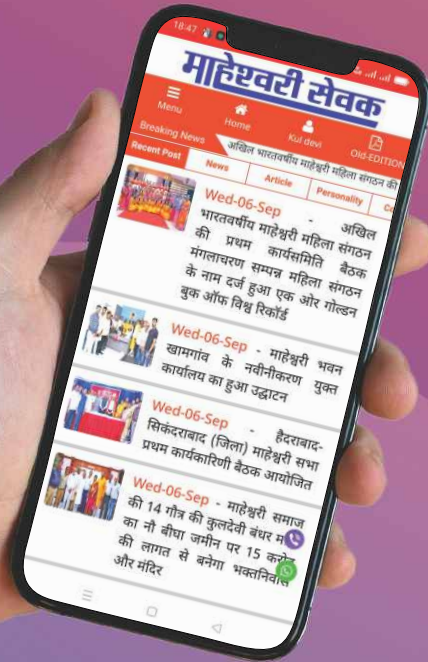 18:47
माहेश्वरी सेवक
Menu
Home
Kul devi
Old-EDITION
Breaking News
अखिल भारतवर्षीय माहेश्वरी महिला संगठन की
Recent Post
News
Article
Personality
Wed-06-Sep - अखिल
भारतवर्षीय माहेश्वरी महिला संगठन
की प्रथम कार्यसमिति बैठक
मंगलाचरण सम्पन्न महिला संगठन
के नाम दर्ज हुआ एक ओर गोल्डन
बुक ऑफ विश्व रिकॉर्ड
Wed-06-Sep - माहेश्वरी भवन
खामगांव के नवीनीकरण युक्त
कार्यालय का हुआ उद्घाटन
Wed-06-Sep - हैदराबाद-
सिकंदराबाद (जिला) माहेश्वरी सभा
प्रथम कार्यकारिणी बैठक आयोजित
Wed-06-Sep - माहेश्वरी समाज
की 14 गौत्र की कुलदेवी बंधर
का नौ बीघा जमीन पर 15 करोड़
की लागत से बनेगा भक्तनिवास
और मंदिर